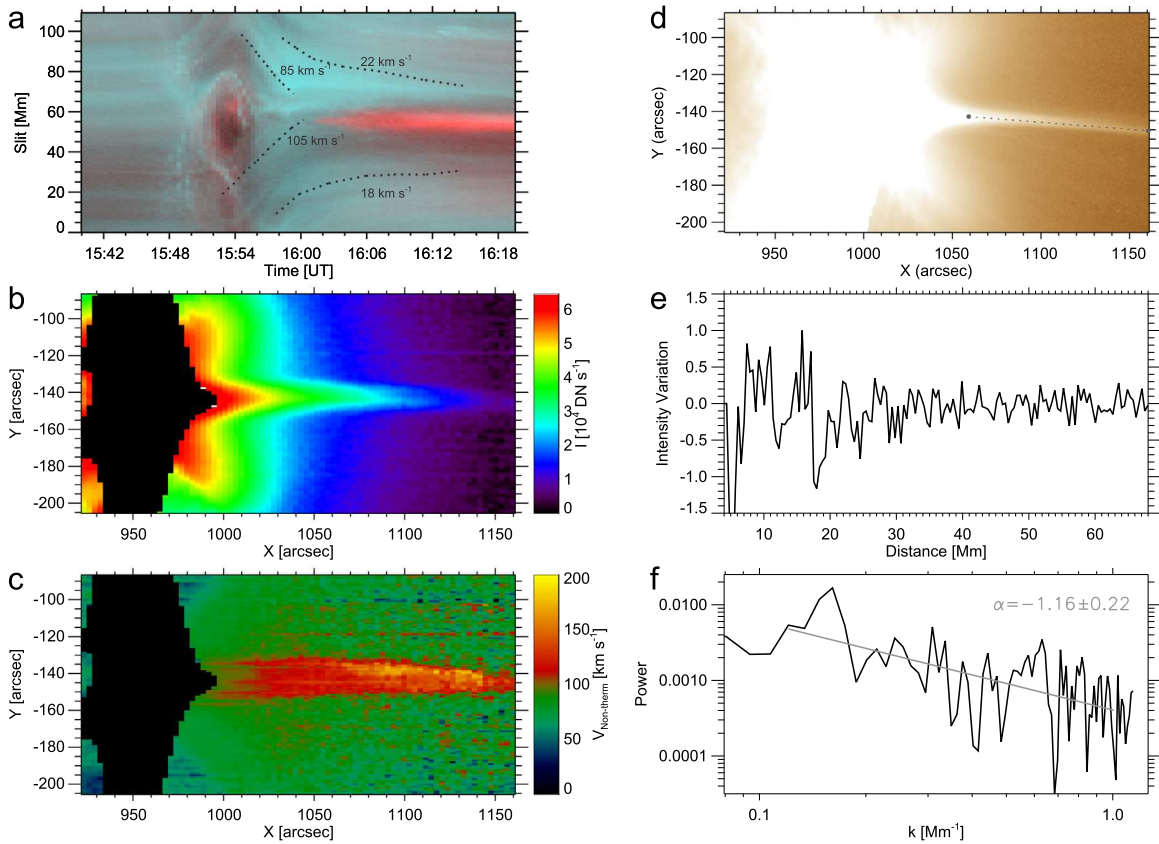 a
100
80
60
40
20
0
Slit [Mm]
85 km s⁻¹
22 km s⁻¹
105 km s⁻¹
18 km s⁻¹
15:42 15:48 15:54 16:00 16:06 16:12 16:18
Time [UT]
b
-100
-120
-140
-160
-180
-200
Y [arcsec]
950 1000 1050 1100 1150
X [arcsec]
6
5
4
3
2
1
0
I [10⁴ DN s⁻¹]
c
-100
-120
-140
-160
-180
-200
Y [arcsec]
950 1000 1050 1100 1150
X [arcsec]
200
150
100
50
0
V Non-therm [km s⁻¹]
d
-100
-120
-140
-160
-180
-200
Y (arcsec)
950 1000 1050 1100 1150
X (arcsec)
e
1.5
1.0
0.5
0.0
-0.5
-1.0
-1.5
Intensity Variation
10 20 30 40 50 60
Distance [Mm]
f
0.0100
0.0010
0.0001
Power
α=−1.16±0.22
0.1 1.0
k [Mm⁻¹]